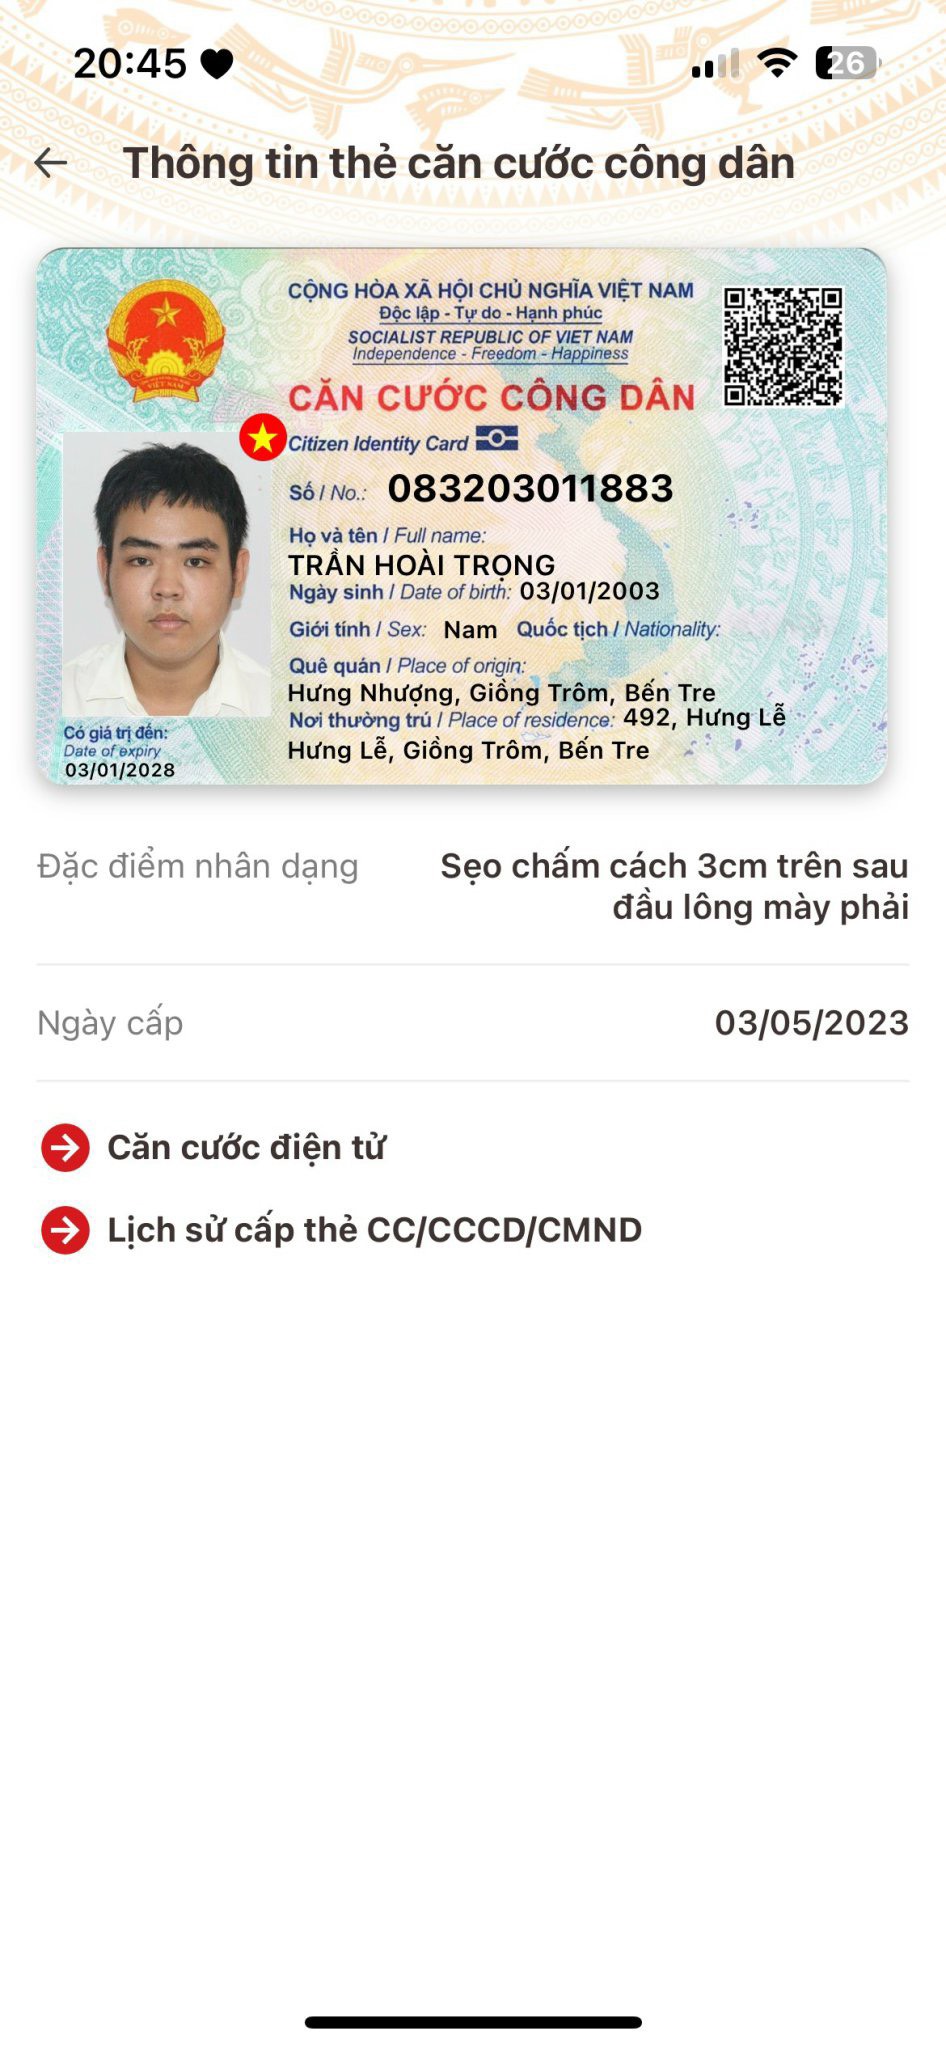 20:45
26
Thông tin thẻ căn cước công dân
CỘNG HÒA XÃ HỘI CHỦ NGHĨA VIỆT NAM
Độc lập - Tự do - Hạnh phúc
SOCIALIST REPUBLIC OF VIET NAM
Independence - Freedom - Happiness
CĂN CƯỚC CÔNG DÂN
Citizen Identity Card
Số / No.: 083203011883
Họ và tên / Full name:
TRẦN HOÀI TRỌNG
Ngày sinh / Date of birth: 03/01/2003
Giới tính / Sex: Nam Quốc tịch / Nationality:
Quê quán / Place of origin:
Hưng Nhượng, Giồng Trôm, Bến Tre
Nơi thường trú / Place of residence: 492, Hưng Lễ
Hưng Lễ, Giồng Trôm, Bến Tre
VIỆT NAM
Có giá trị đến:
Date of expiry
03/01/2028
Đặc điểm nhân dạng
Sẹo chấm cách 3cm trên sau
đầu lông mày phải
Ngày cấp
03/05/2023
Căn cước điện tử
Lịch sử cấp thẻ CC/CCCD/CMND